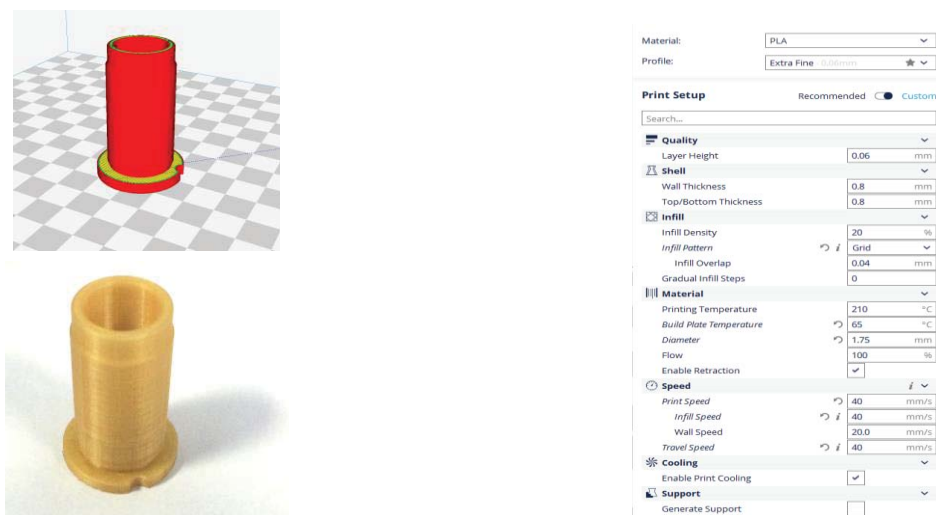 Material: PLA
Profile: Extra Fine 0.06mm
Print Setup Recommended Custom
Search...
Quality
Layer Height 0.06 mm
Shell
Wall Thickness 0.8 mm
Top/Bottom Thickness 0.8 mm
Infill
Infill Density 20 %
Infill Pattern i Grid
Infill Overlap 0.04 mm
Gradual Infill Steps 0
Material
Printing Temperature 210 °C
Build Plate Temperature 65 °C
Diameter 1.75 mm
Flow 100 %
Enable Retraction
Speed i
Print Speed 40 mm/s
Infill Speed i 40 mm/s
Wall Speed 20.0 mm/s
Travel Speed i 40 mm/s
Cooling
Enable Print Cooling
Support
Generate Support